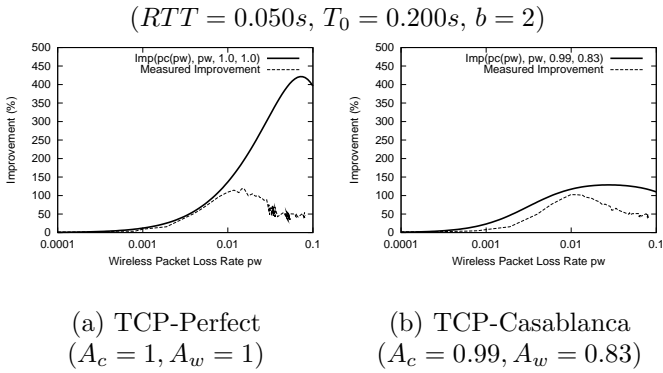 (RTT = 0.050s, T₀ = 0.200s, b = 2)
500
450
400
350
300
250
200
150
100
50
0
Improvement (%)
Imp(pc(pw), pw, 1.0, 1.0)
Measured Improvement
0.0001
0.001
0.01
0.1
Wireless Packet Loss Rate pw
500
450
400
350
300
250
200
150
100
50
0
Improvement (%)
Imp(pc(pw), pw, 0.99, 0.83)
Measured Improvement
0.0001
0.001
0.01
0.1
Wireless Packet Loss Rate pw
(a) TCP-Perfect
(A_c = 1, A_w = 1)
(b) TCP-Casablanca
(A_c = 0.99, A_w = 0.83)